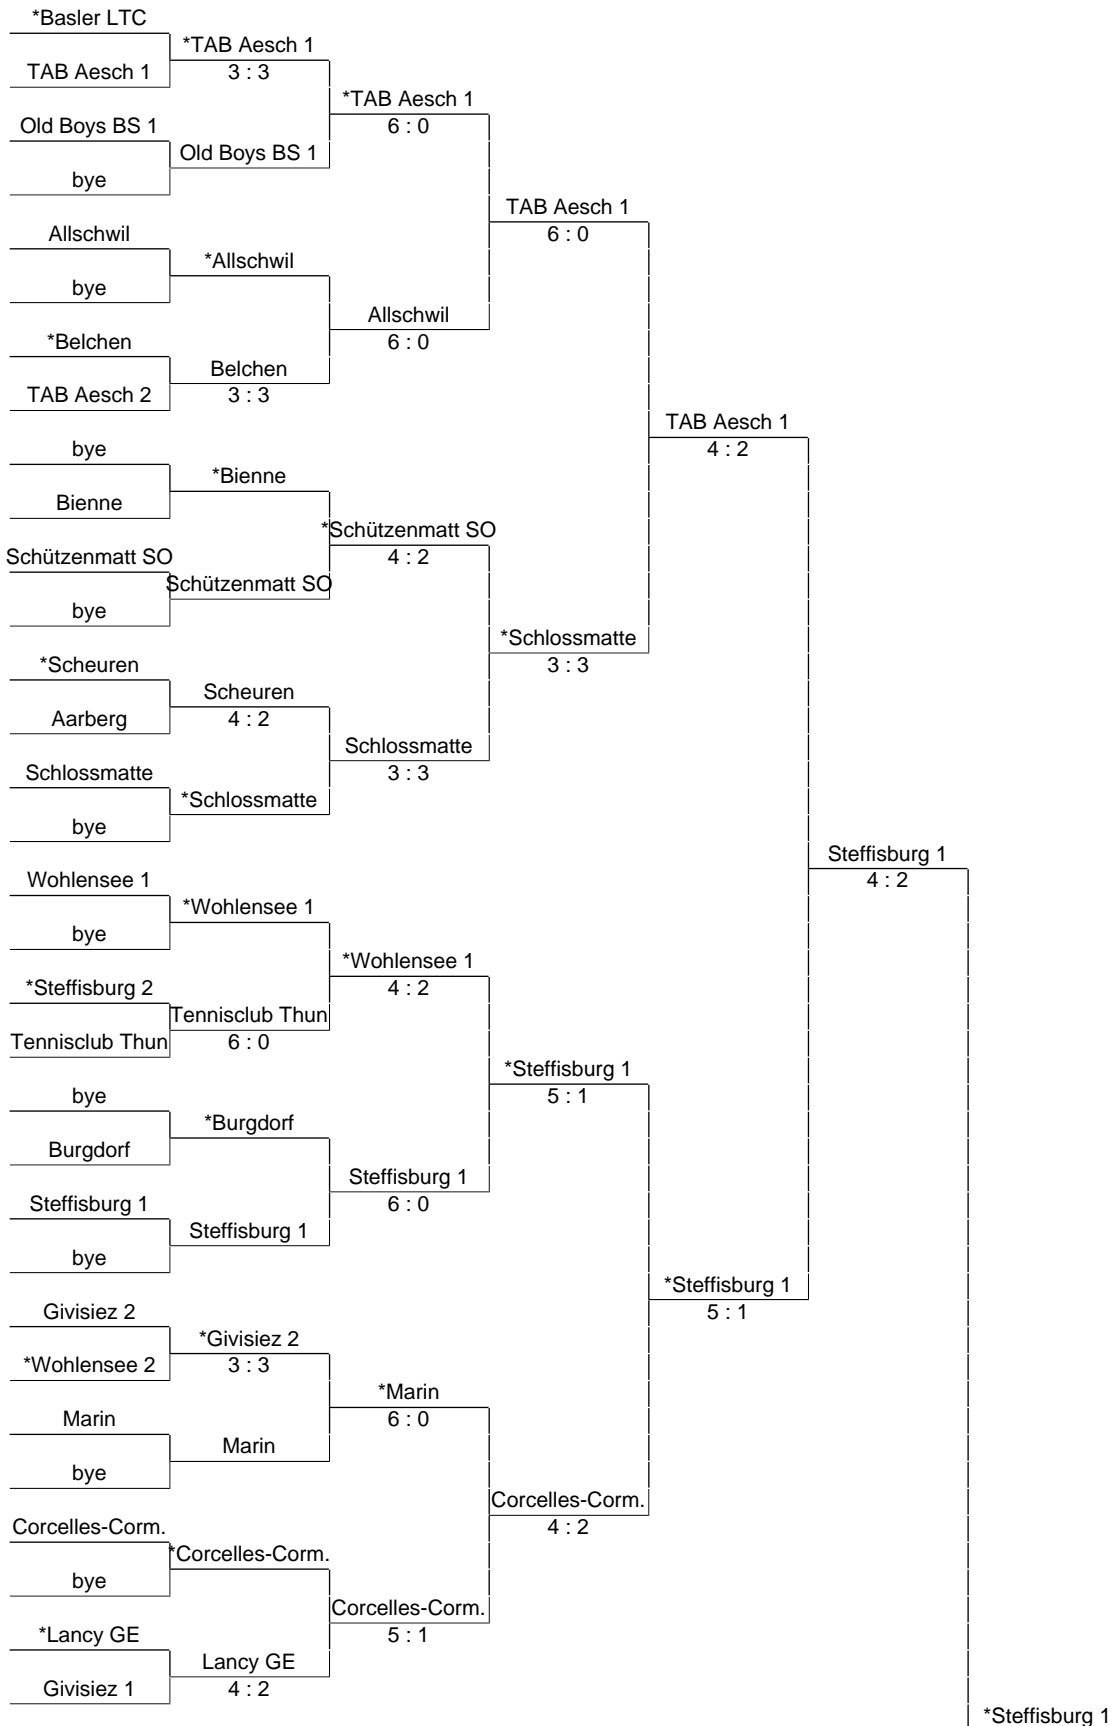 *Basler LTC
*TAB Aesch 1
TAB Aesch 1
3 : 3
*TAB Aesch 1
Old Boys BS 1
6 : 0
Old Boys BS 1
bye
TAB Aesch 1
Allschwil
6 : 0
*Allschwil
bye
Allschwil
*Belchen
6 : 0
Belchen
TAB Aesch 2
3 : 3
TAB Aesch 1
bye
4 : 2
*Bienne
Bienne
*Schützenmatt SO
Schützenmatt SO
4 : 2
Schützenmatt SO
bye
*Schlossmatte
*Scheuren
3 : 3
Scheuren
Aarberg
4 : 2
Schlossmatte
Schlossmatte
3 : 3
*Schlossmatte
bye
Steffisburg 1
Wohlensee 1
4 : 2
*Wohlensee 1
bye
*Wohlensee 1
*Steffisburg 2
4 : 2
Tennisclub Thun
Tennisclub Thun
6 : 0
*Steffisburg 1
bye
5 : 1
*Burgdorf
Burgdorf
Steffisburg 1
Steffisburg 1
6 : 0
Steffisburg 1
bye
*Steffisburg 1
Givisiez 2
5 : 1
*Givisiez 2
*Wohlensee 2
3 : 3
*Marin
Marin
6 : 0
Marin
bye
Corcelles-Corm.
Corcelles-Corm.
4 : 2
*Corcelles-Corm.
bye
Corcelles-Corm.
*Lancy GE
5 : 1
Lancy GE
Givisiez 1
4 : 2
*Steffisburg 1